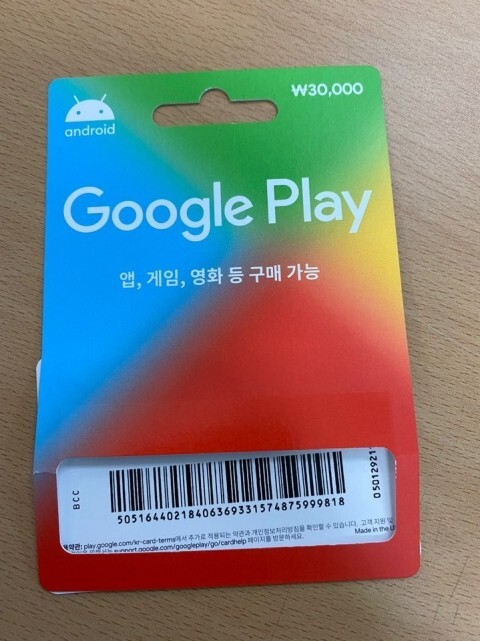 ₩30,000
android
Google Play
앱, 게임, 영화 등 구매 가능
BCC
50516440218406369331574875999818
0501292
play.google.com/kr-card-terms에서 추가로 적용되는 약관과 개인정보처리방침을 확인할 수 있습니다. 고객 지원 및
support.google.com/googleplay/go/cardhelp 페이지를 방문하세요.
Made in the U